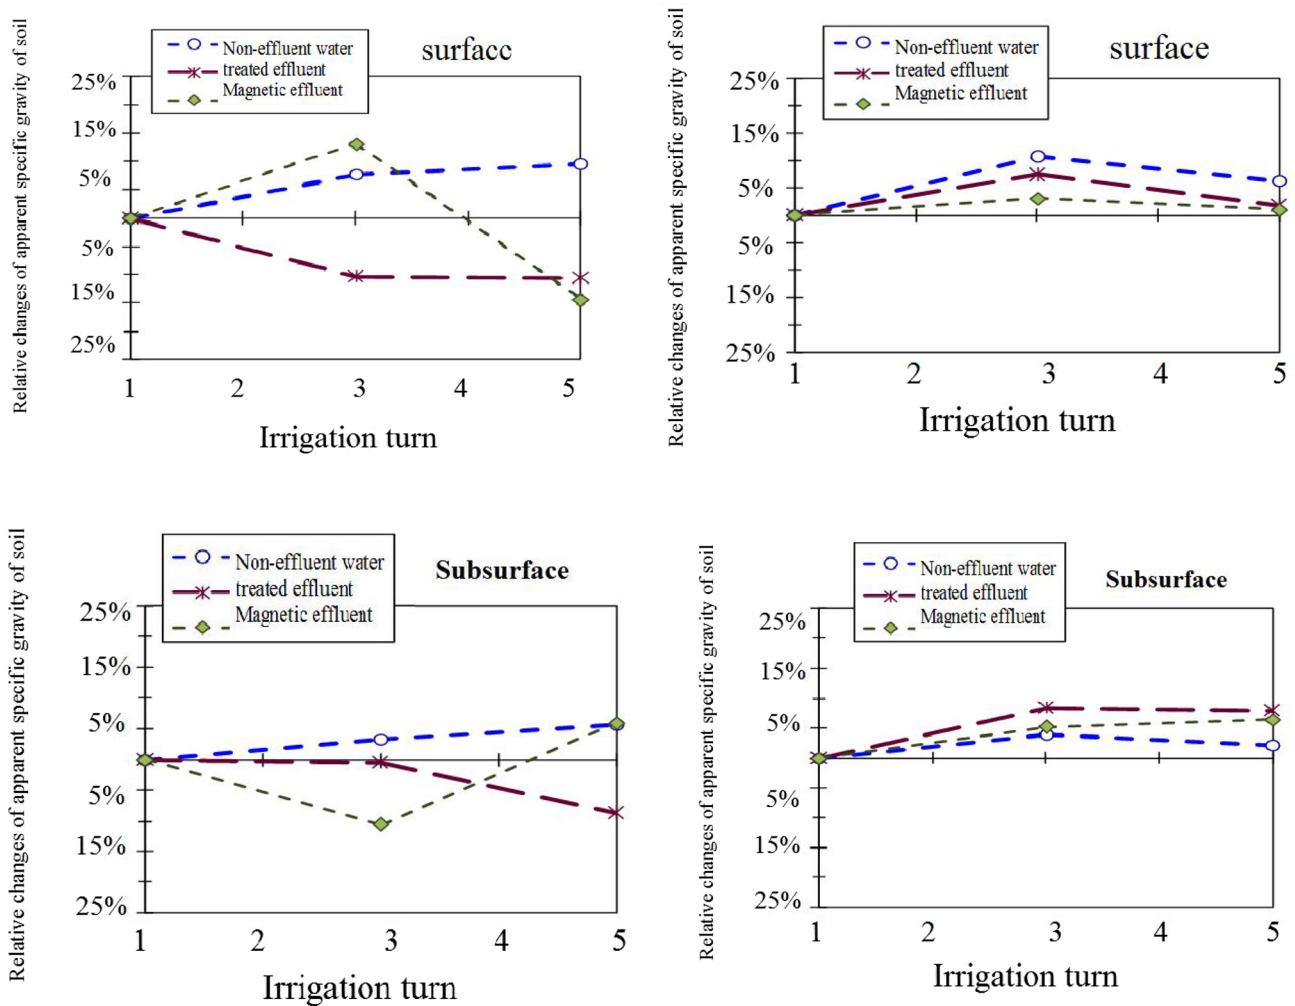 Relative changes of apparent specific gravity of soil
Non-effluent water
treated effluent
Magnetic effluent
surfacc
25%
15%
5%
5%
15%
25%
1 2 3 4 5
Irrigation turn
Relative changes of apparent specific gravity of soil
Non-effluent water
treated effluent
Magnetic effluent
surface
25%
15%
5%
5%
15%
25%
1 2 3 4 5
Irrigation turn
Relative changes of apparent specific gravity of soil
Non-effluent water
treated effluent
Magnetic effluent
Subsurface
25%
15%
5%
5%
15%
25%
1 2 3 4 5
Irrigation turn
Relative changes of apparent specific gravity of soil
Non-effluent water
treated effluent
Magnetic effluent
Subsurface
25%
15%
5%
5%
15%
25%
1 2 3 4 5
Irrigation turn